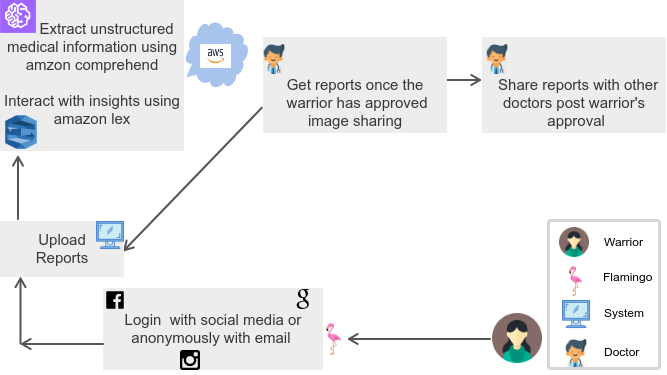 Extract unstructured
medical information using
amzon comprehend
Interact with insights using
amazon lex
aws
Get reports once the
warrior has approved
image sharing
Share reports with other
doctors post warrior's
approval
Upload
Reports
g
Login with social media or
anonymously with email
Warrior
Flamingo
System
Doctor